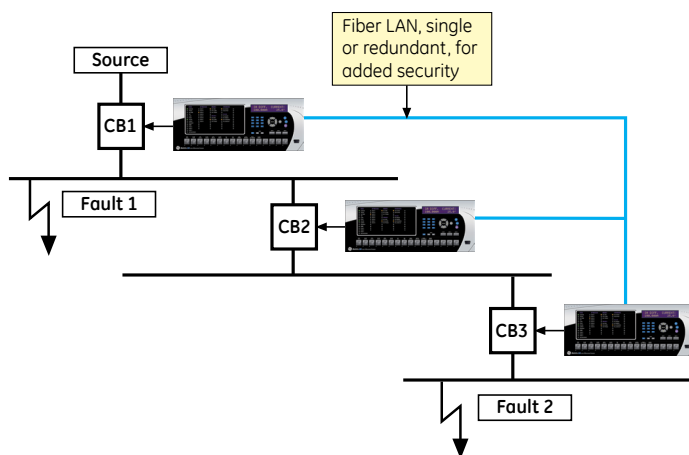 Fiber LAN, single
or redundant, for
added security
Source
CB1
Fault 1
CB2
CB3
Fault 2